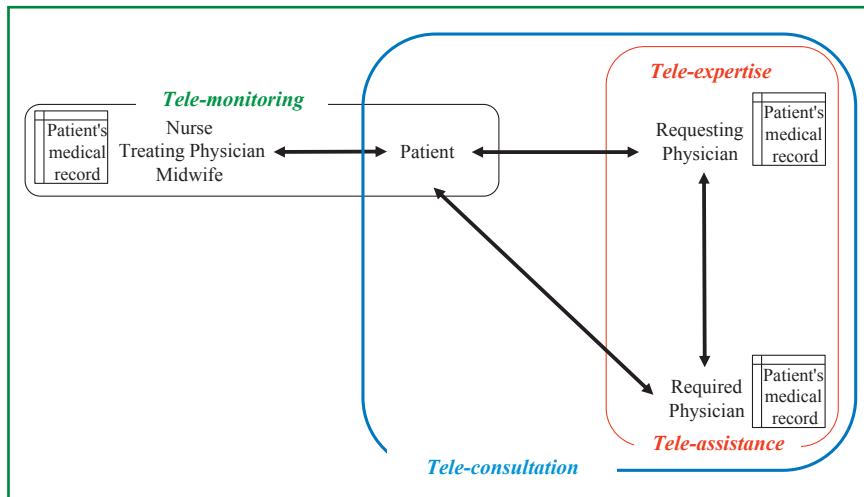 Tele-expertise
Tele-monitoring
Patient's
medical
record
Nurse
Treating Physician
Midwife
Patient
Requesting
Physician
Patient's
medical
record
Required
Physician
Patient's
medical
record
Tele-assistance
Tele-consultation